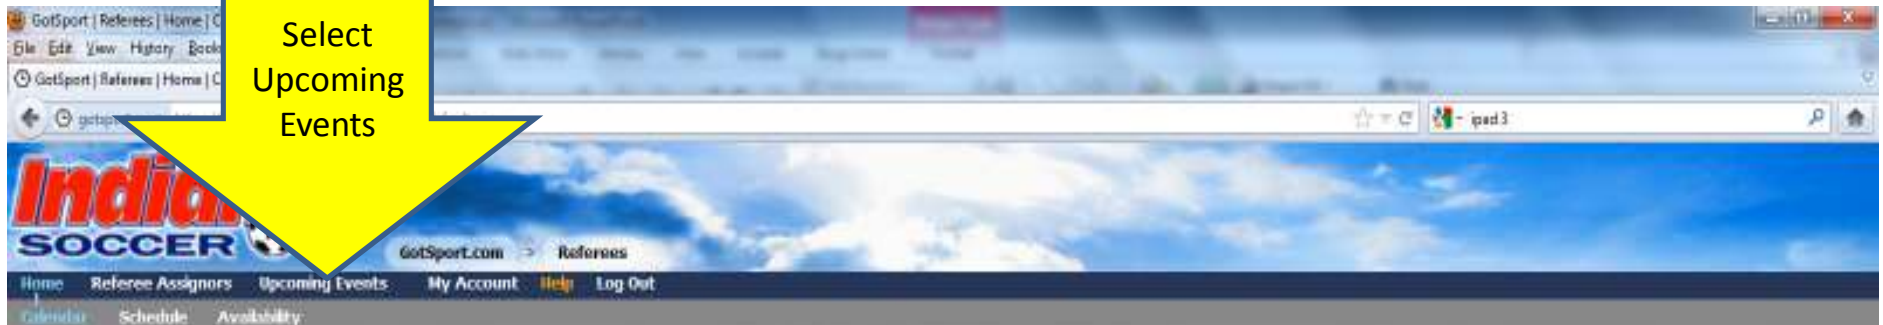 GotSport | Referees | Home | C
Select
Upcoming
Events
File Edit View History Book
GotSport | Referees | Home | C
ipad 3
Indian
SOCCER
GotSport.com > Referees
Home Referee Assignors Upcoming Events My Account Help Log Out
Calendar Schedule Availability